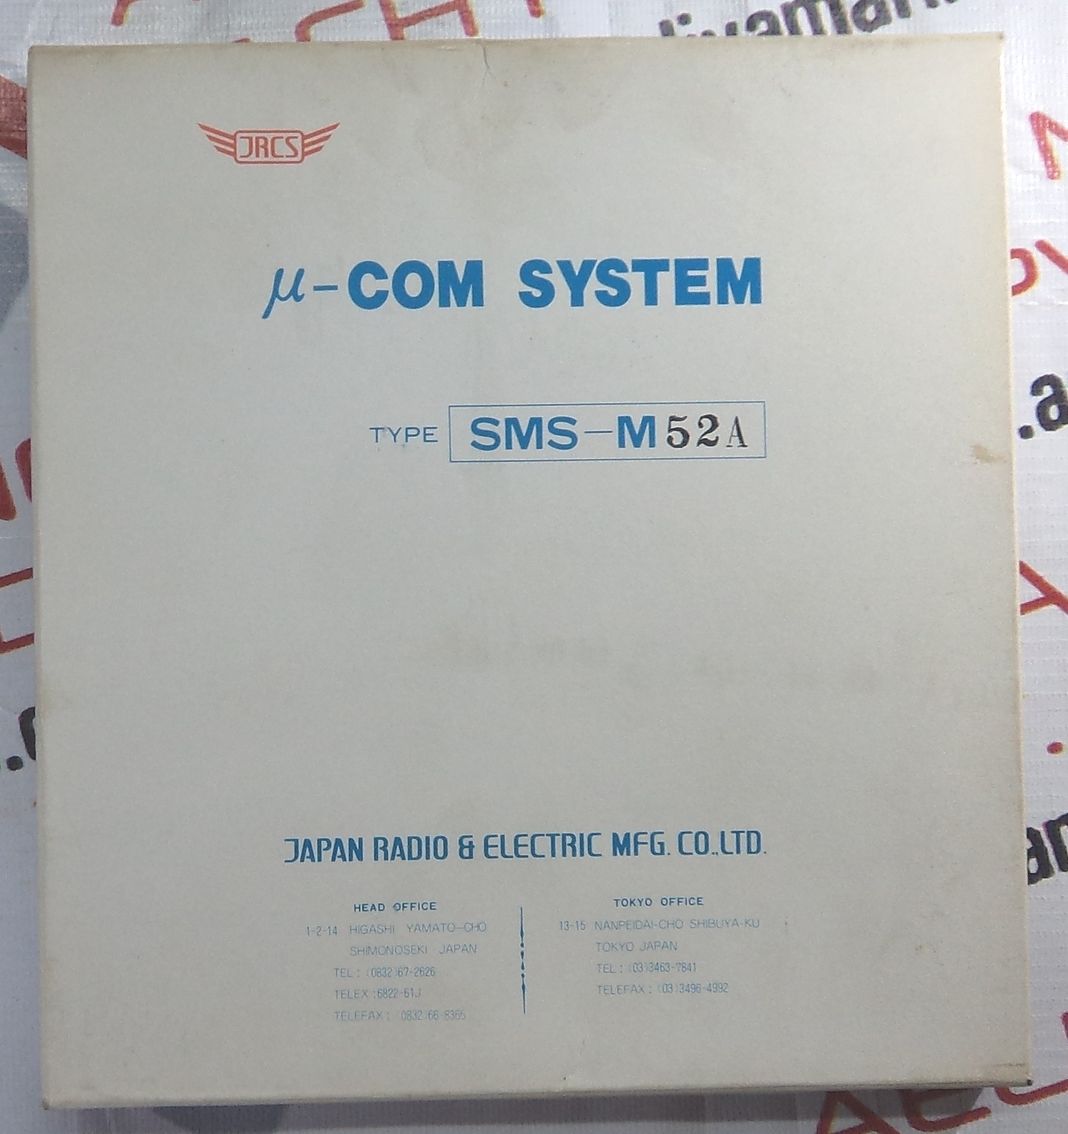 JRCS
μ-COM SYSTEM
TYPE SMS-M52A
JAPAN RADIO & ELECTRIC MFG. CO.,LTD.
HEAD OFFICE
1-2-14 HIGASHI YAMATO-CHO
SHIMONOSEKI JAPAN
TEL: (0832)67-2626
TELEX:6822-61J
TELEFAX: (0832)66-8365
TOKYO OFFICE
13-15 NANPEIDAI-CHO SHIBUYA-KU
TOKYO JAPAN
TEL: (03)3463-7841
TELEFAX: (03)3496-4992